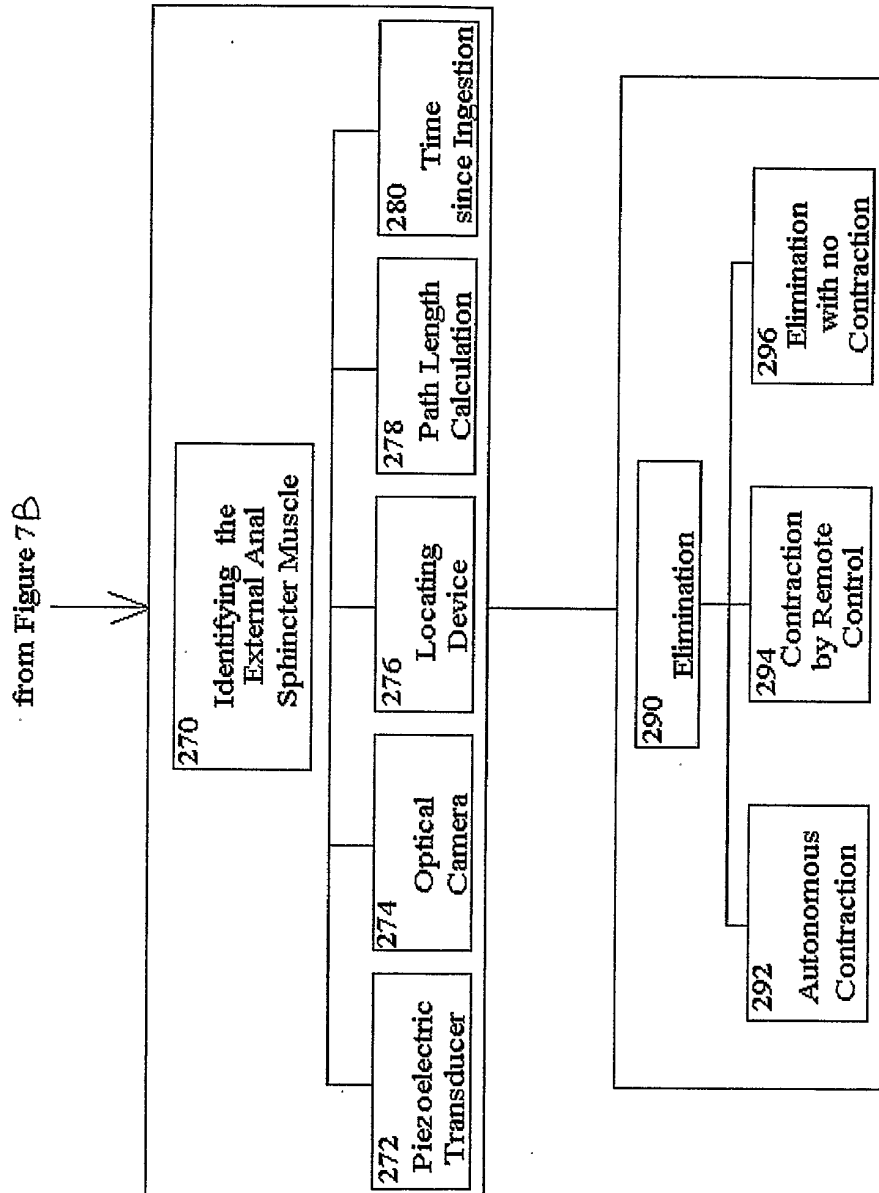 from Figure 7B
270
Identifying the
External Anal
Sphincter Muscle
272
Piezoelectric
Transducer
274
Optical
Camera
276
Locating
Device
278
Path Length
Calculation
280
Time
since Ingestion
290
Elimination
292
Autonomous
Contraction
294
Contraction
by Remote
Control
296
Elimination
with no
Contraction